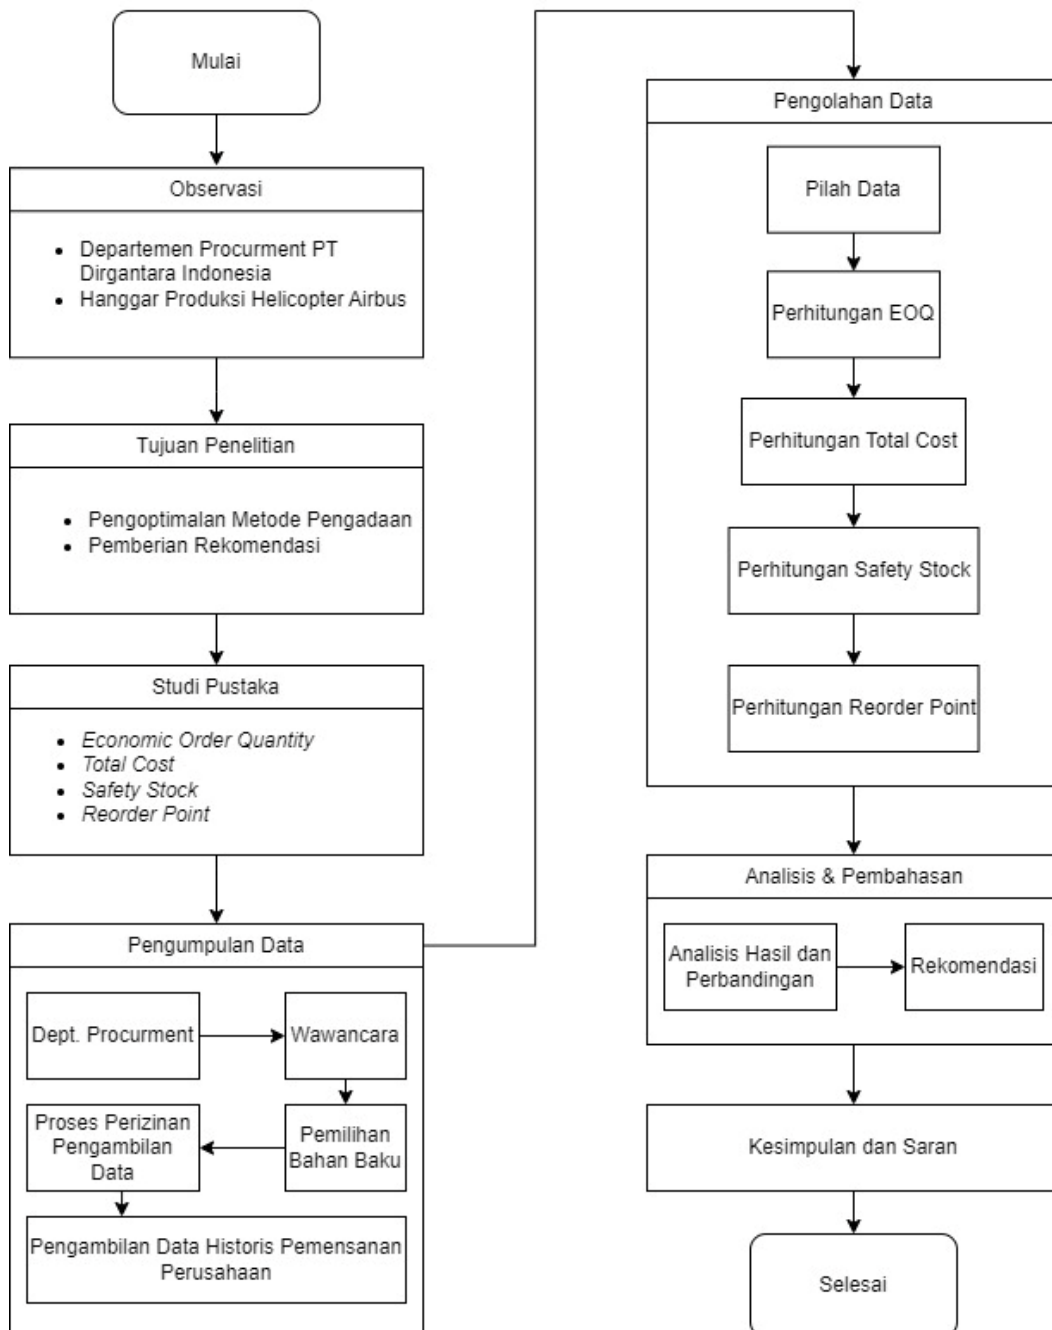 Mulai
Observasi
• Departemen Procurment PT
Dirgantara Indonesia
• Hanggar Produksi Helicopter Airbus
Tujuan Penelitian
• Pengoptimalan Metode Pengadaan
• Pemberian Rekomendasi
Studi Pustaka
• Economic Order Quantity
• Total Cost
• Safety Stock
• Reorder Point
Pengumpulan Data
Dept. Procurment
Wawancara
Pemilihan
Bahan Baku
Proses Perizinan
Pengambilan
Data
Pengambilan Data Historis Pemensanan
Perusahaan
Pengolahan Data
Pilah Data
Perhitungan EOQ
Perhitungan Total Cost
Perhitungan Safety Stock
Perhitungan Reorder Point
Analisis & Pembahasan
Analisis Hasil dan
Perbandingan
Rekomendasi
Kesimpulan dan Saran
Selesai